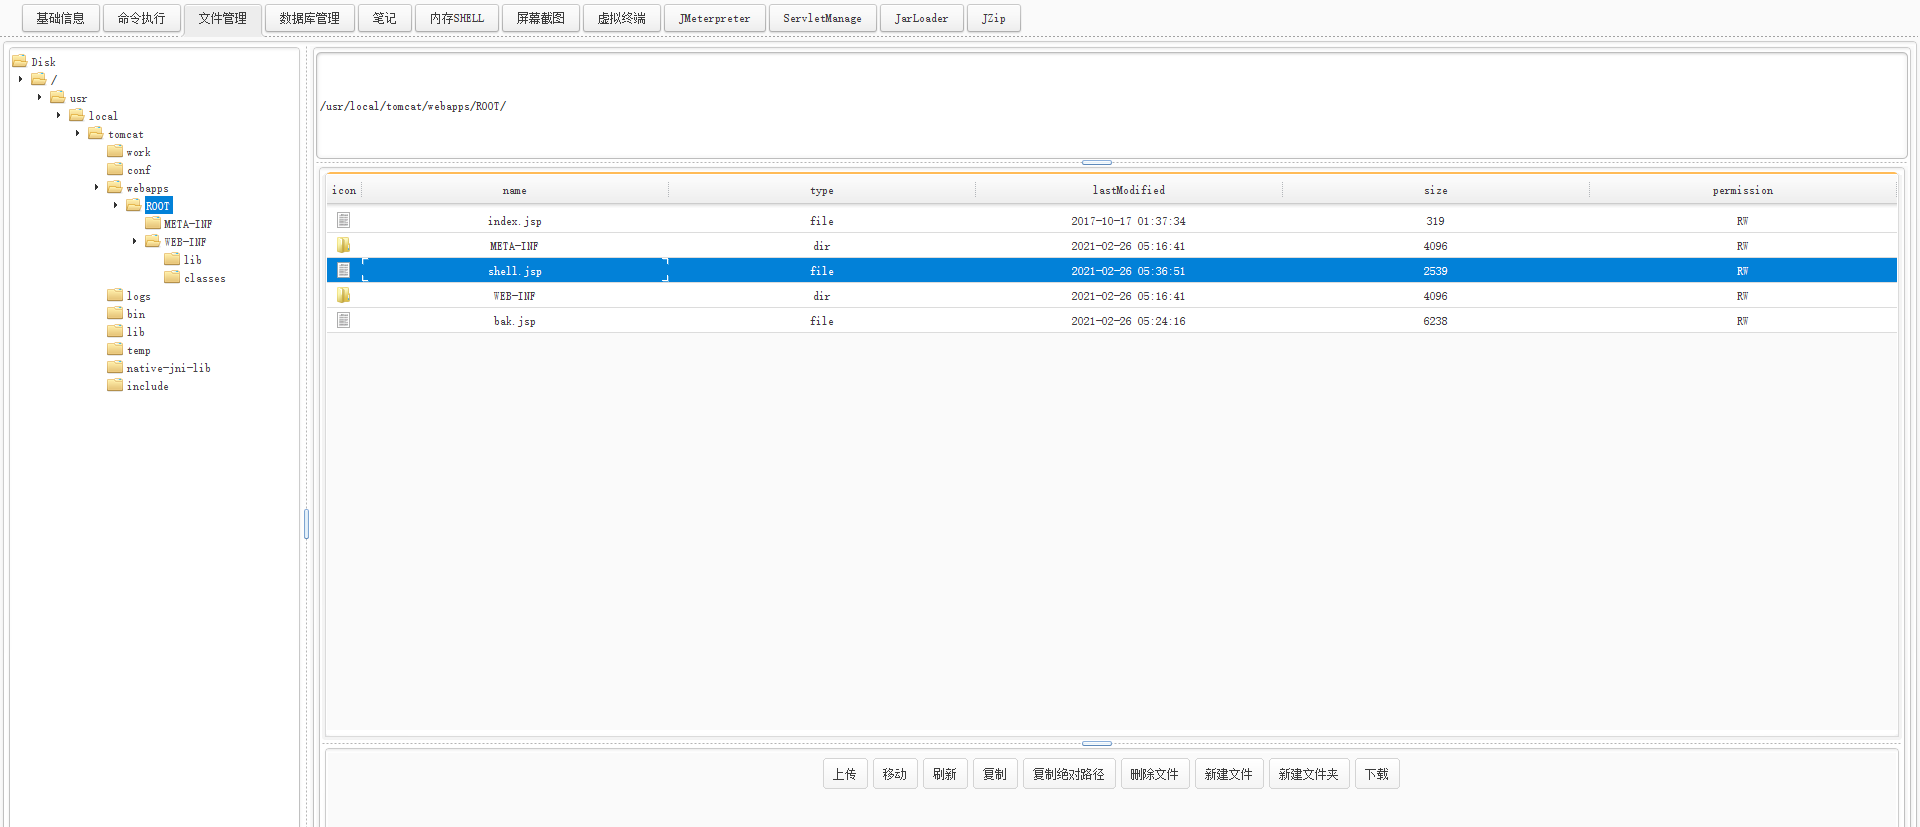 基础信息 命令执行 文件管理 数据库管理 笔记 内存SHELL 屏幕截图 虚拟终端 JMeterpreter ServletManage JarLoader JZip
Disk
/
usr
local
tomcat
work
conf
webapps
ROOT
META-INF
WEB-INF
lib
classes
logs
bin
lib
temp
native-jni-lib
include
/usr/local/tomcat/webapps/ROOT/
icon name type lastModified size permission
index.jsp file 2017-10-17 01:37:34 319 RW
META-INF dir 2021-02-26 05:16:41 4096 RW
shell.jsp file 2021-02-26 05:36:51 2539 RW
WEB-INF dir 2021-02-26 05:16:41 4096 RW
bak.jsp file 2021-02-26 05:24:16 6238 RW
上传 移动 刷新 复制 复制绝对路径 删除文件 新建文件 新建文件夹 下载